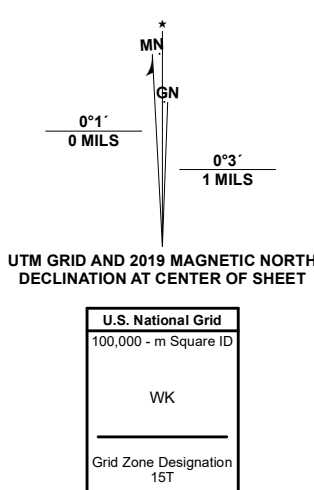 ★
MN
GN
0°1´
0 MILS
0°3´
1 MILS
UTM GRID AND 2019 MAGNETIC NORTH
DECLINATION AT CENTER OF SHEET
U.S. National Grid
100,000 - m Square ID
WK
Grid Zone Designation
15T